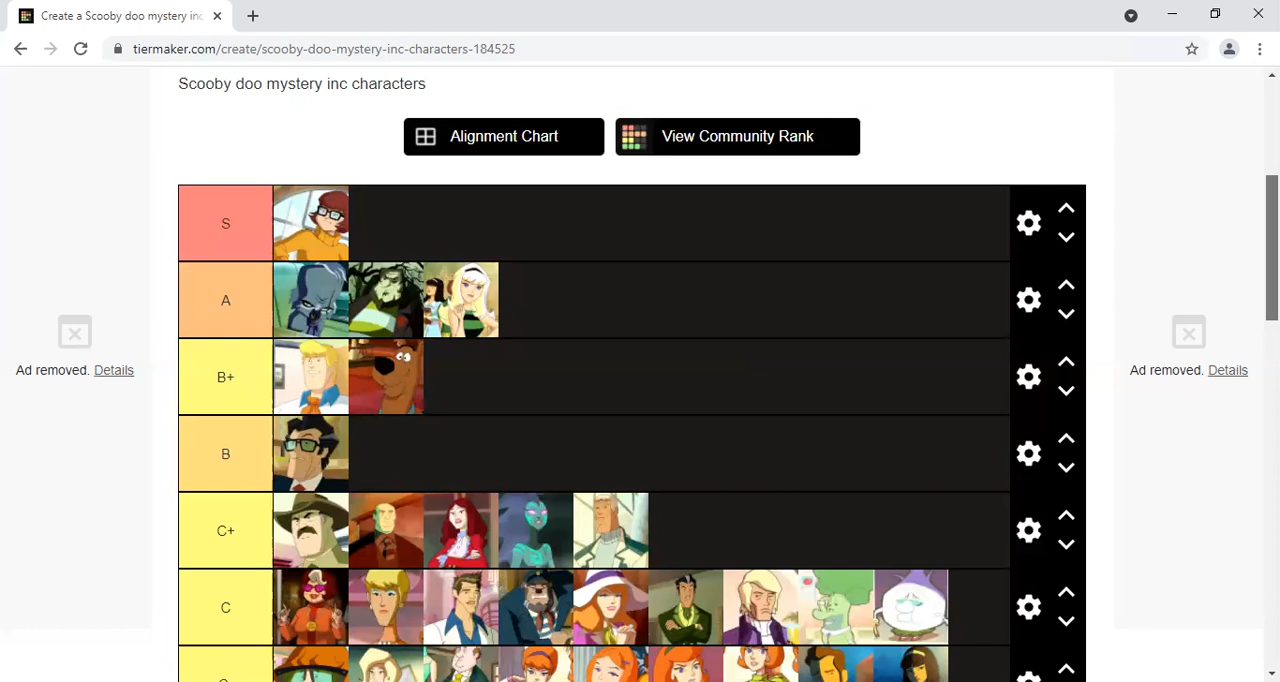 Create a Scooby doo mystery inc
tiermaker.com/create/scooby-doo-mystery-inc-characters-184525
Scooby doo mystery inc characters
Alignment Chart
View Community Rank
S
A
B+
B
C+
C
Ad removed. Details
Ad removed. Details